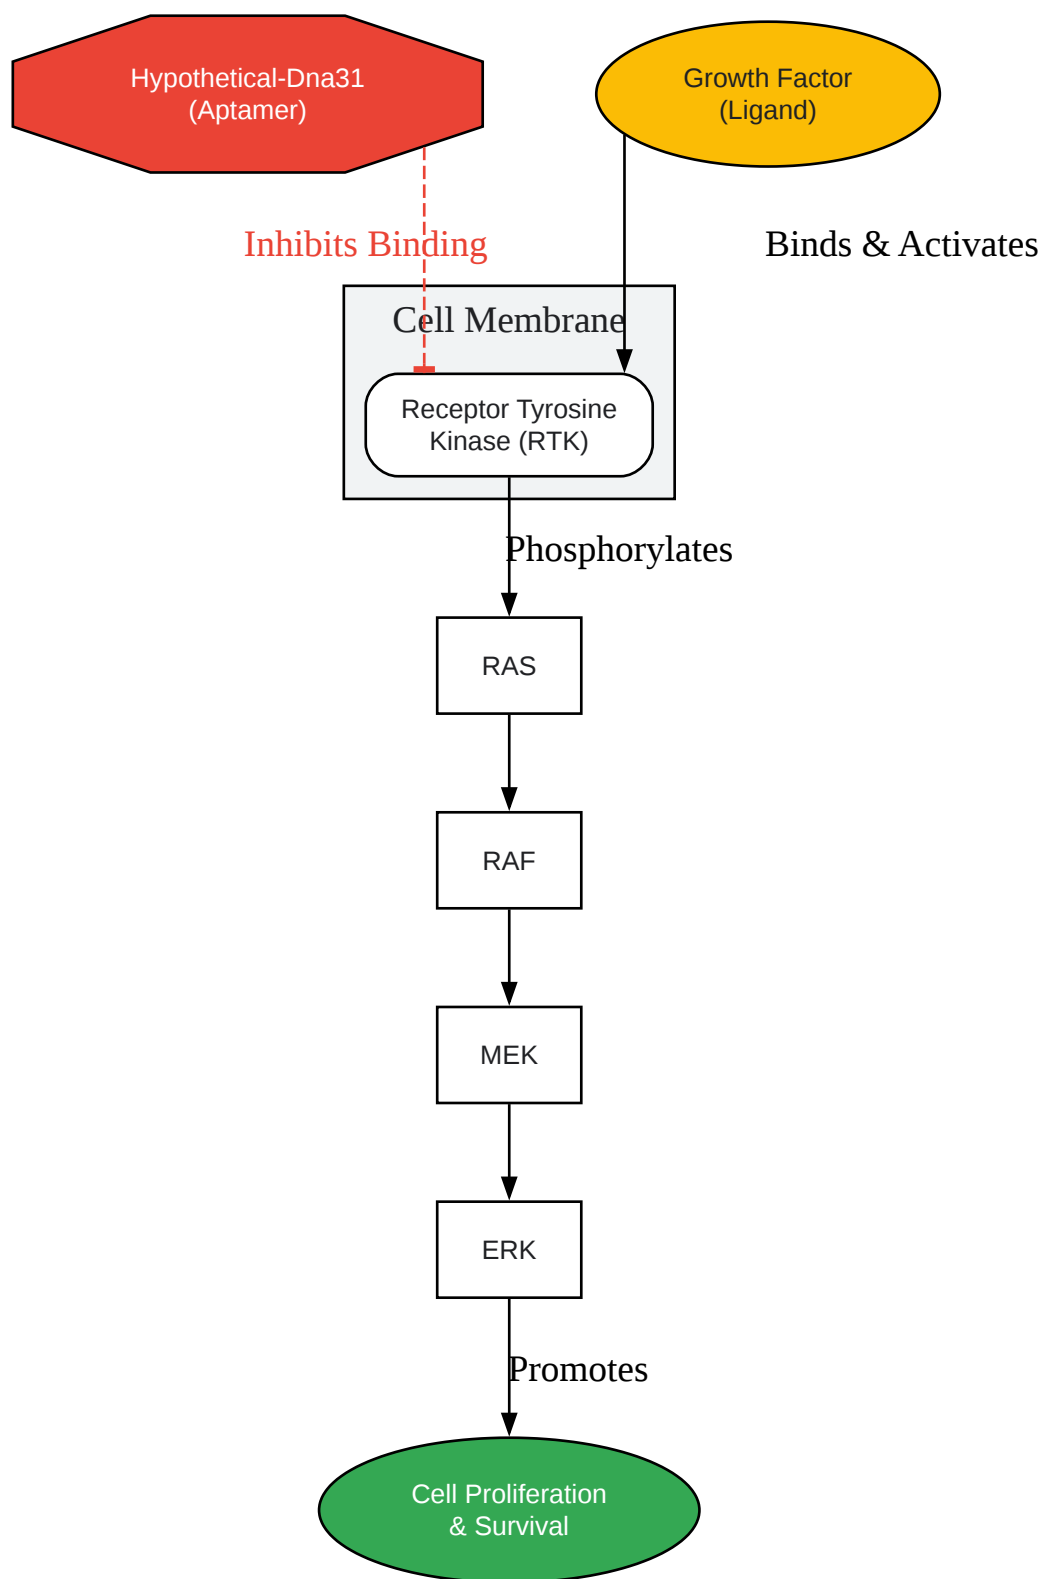 Hypothetical-Dna31
(Aptamer)
Growth Factor
(Ligand)
Inhibits Binding
Binds & Activates
Cell Membrane
Receptor Tyrosine
Kinase (RTK)
Phosphorylates
RAS
RAF
MEK
ERK
Promotes
Cell Proliferation
& Survival